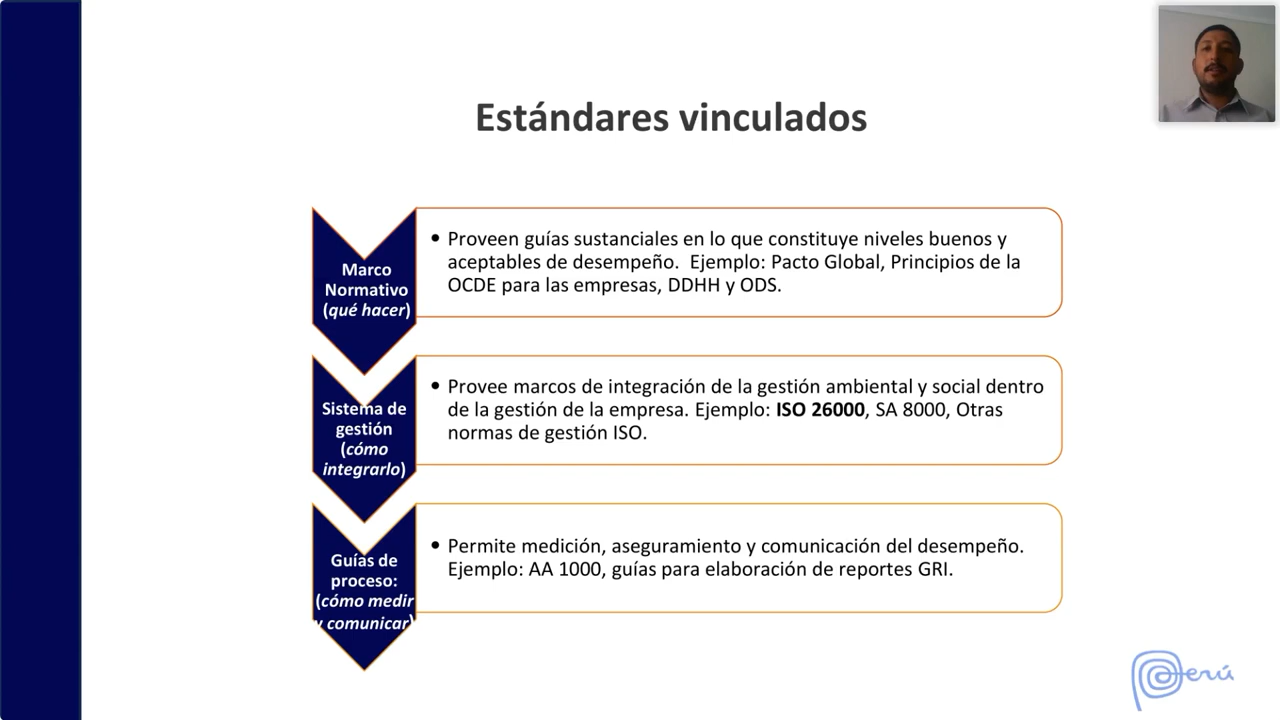 Estándares vinculados
Marco
Normativo
(qué hacer)
• Proveen guías sustanciales en lo que constituye niveles buenos y
aceptables de desempeño. Ejemplo: Pacto Global, Principios de la
OCDE para las empresas, DDHH y ODS.
Sistema de
gestión
(cómo
integrarlo)
• Provee marcos de integración de la gestión ambiental y social dentro
de la gestión de la empresa. Ejemplo: ISO 26000, SA 8000, Otras
normas de gestión ISO.
Guías de
proceso:
(cómo medir
y comunicar)
• Permite medición, aseguramiento y comunicación del desempeño.
Ejemplo: AA 1000, guías para elaboración de reportes GRI.
Perú